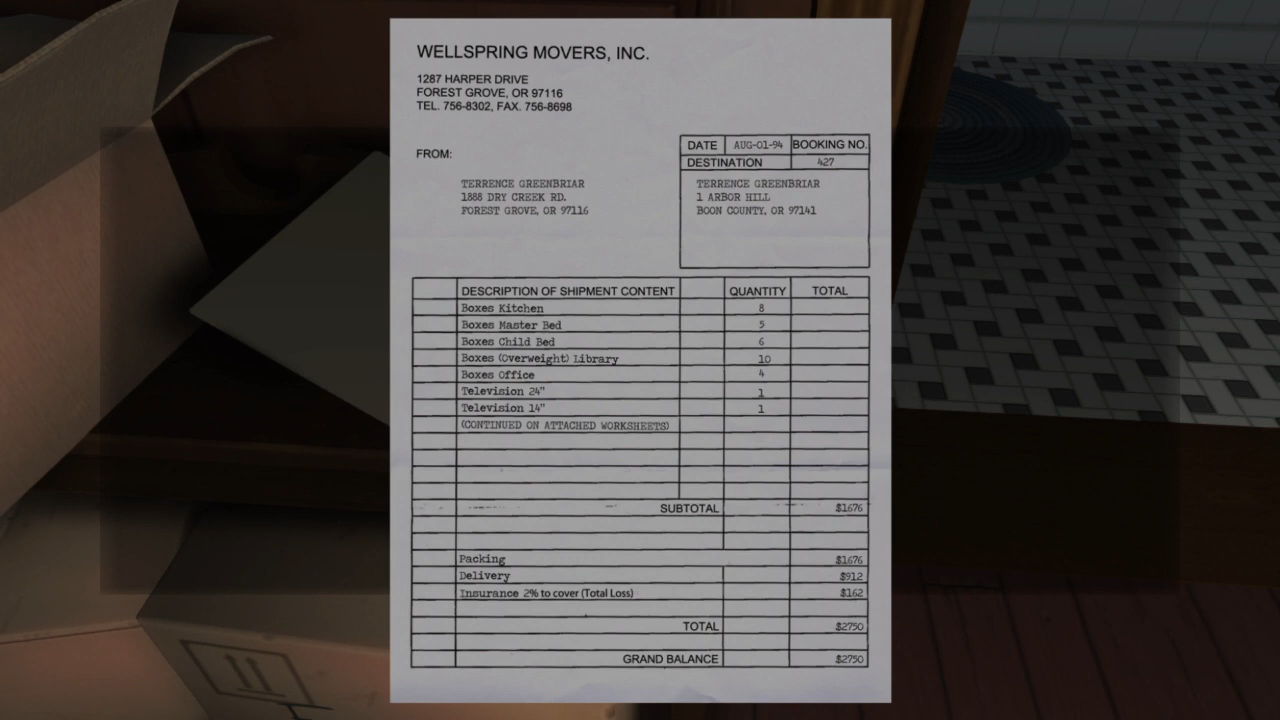 WELLSPRING MOVERS, INC.
1287 HARPER DRIVE
FOREST GROVE, OR 97116
TEL. 756-8302, FAX. 756-8698
DATE AUG-01-94 BOOKING NO.
DESTINATION 427
FROM:
TERRENCE GREENBRIAR
1888 DRY CREEK RD.
FOREST GROVE, OR 97116
TERRENCE GREENBRIAR
1 ARBOR HILL
BOON COUNTY, OR 97141
DESCRIPTION OF SHIPMENT CONTENT QUANTITY TOTAL
Boxes Kitchen 8
Boxes Master Bed 5
Boxes Child Bed 6
Boxes (Overweight) Library 10
Boxes Office 4
Television 24" 1
Television 14" 1
(CONTINUED ON ATTACHED WORKSHEETS)
SUBTOTAL $1676
Packing $1676
Delivery $912
Insurance 2% to cover (Total Loss) $162
TOTAL $2750
GRAND BALANCE $2750